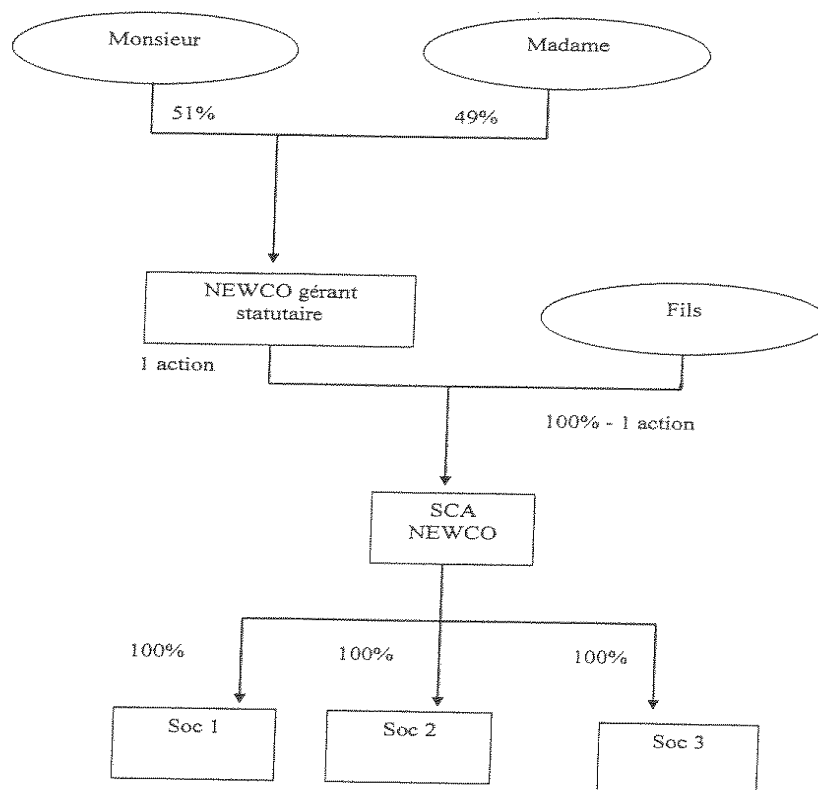 Monsieur
Madame
51%
49%
NEWCO gérant
statutaire
Fils
1 action
100% - 1 action
SCA
NEWCO
100%
100%
100%
Soc 1
Soc 2
Soc 3